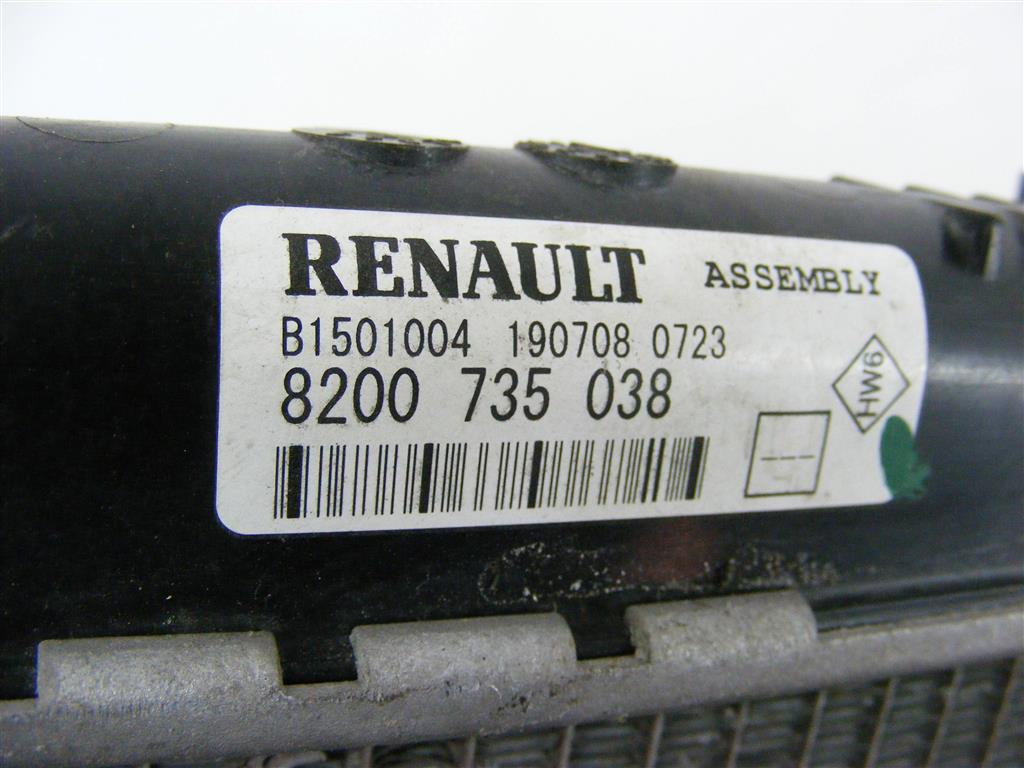 RENAULT ASSEMBLY
B1501004 190708 0723
8200 735 038
HW6